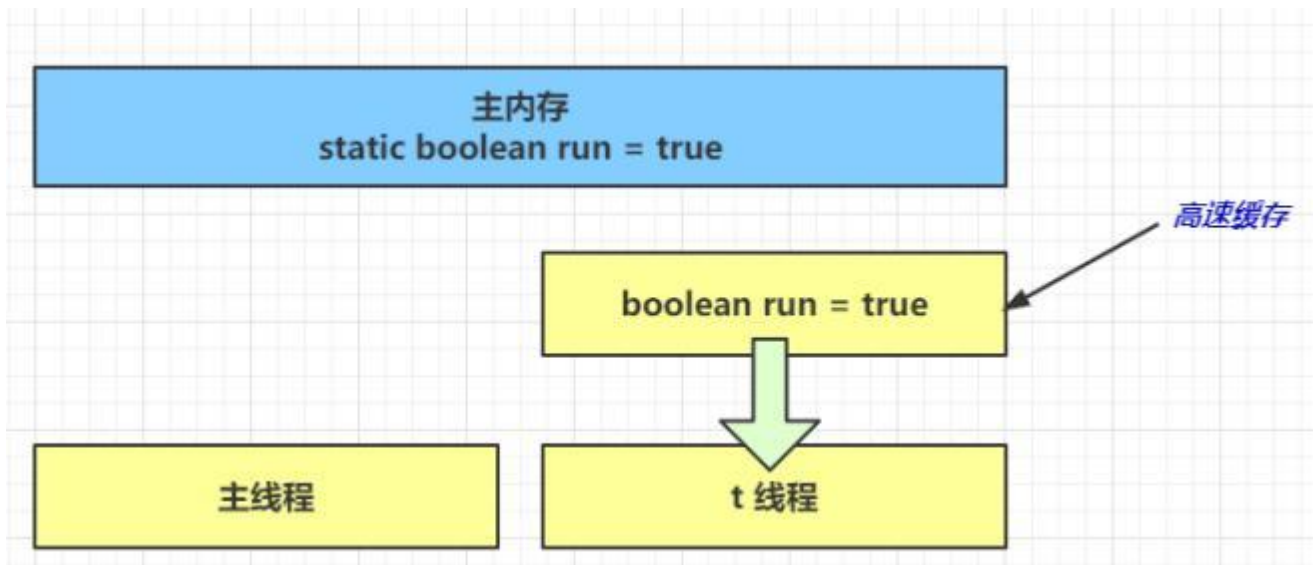 主内存
static boolean run = true
高速缓存
boolean run = true
主线程
t 线程